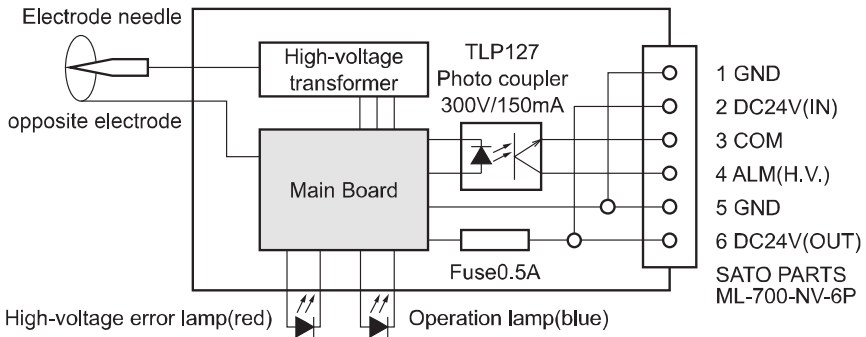 Electrode needle
opposite electrode
High-voltage
transformer
TLP127
Photo coupler
300V/150mA
Main Board
Fuse0.5A
1 GND
2 DC24V(IN)
3 COM
4 ALM(H.V.)
5 GND
6 DC24V(OUT)
SATO PARTS
ML-700-NV-6P
High-voltage error lamp(red)
Operation lamp(blue)